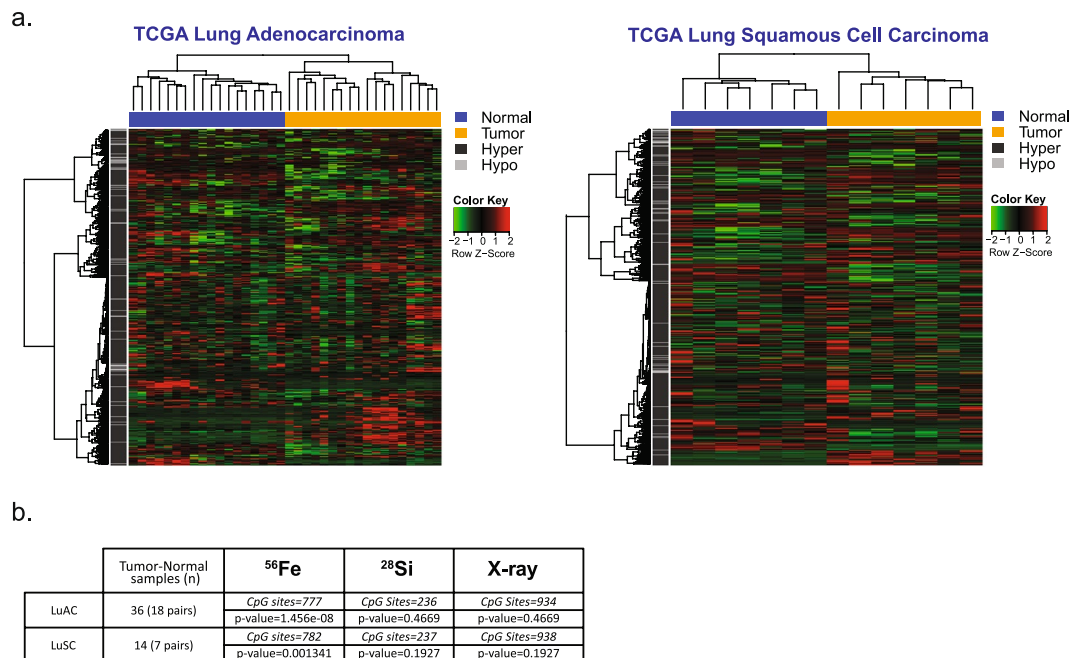 a.
TCGA Lung Adenocarcinoma
Normal
Tumor
Hyper
Hypo
Color Key
−2 −1 0 1 2
Row Z−Score
TCGA Lung Squamous Cell Carcinoma
Normal
Tumor
Hyper
Hypo
Color Key
−2 −1 0 1 2
Row Z−Score
b.
Tumor-Normal samples (n) ⁵⁶Fe ²⁸Si X-ray
LuAC 36 (18 pairs) CpG sites=777 CpG sites=236 CpG sites=934
p-value=1.456e-08 p-value=0.4669 p-value=0.4669
LuSC 14 (7 pairs) CpG sites=782 CpG sites=237 CpG sites=938
p-value=0.001341 p-value=0.1927 p-value=0.1927